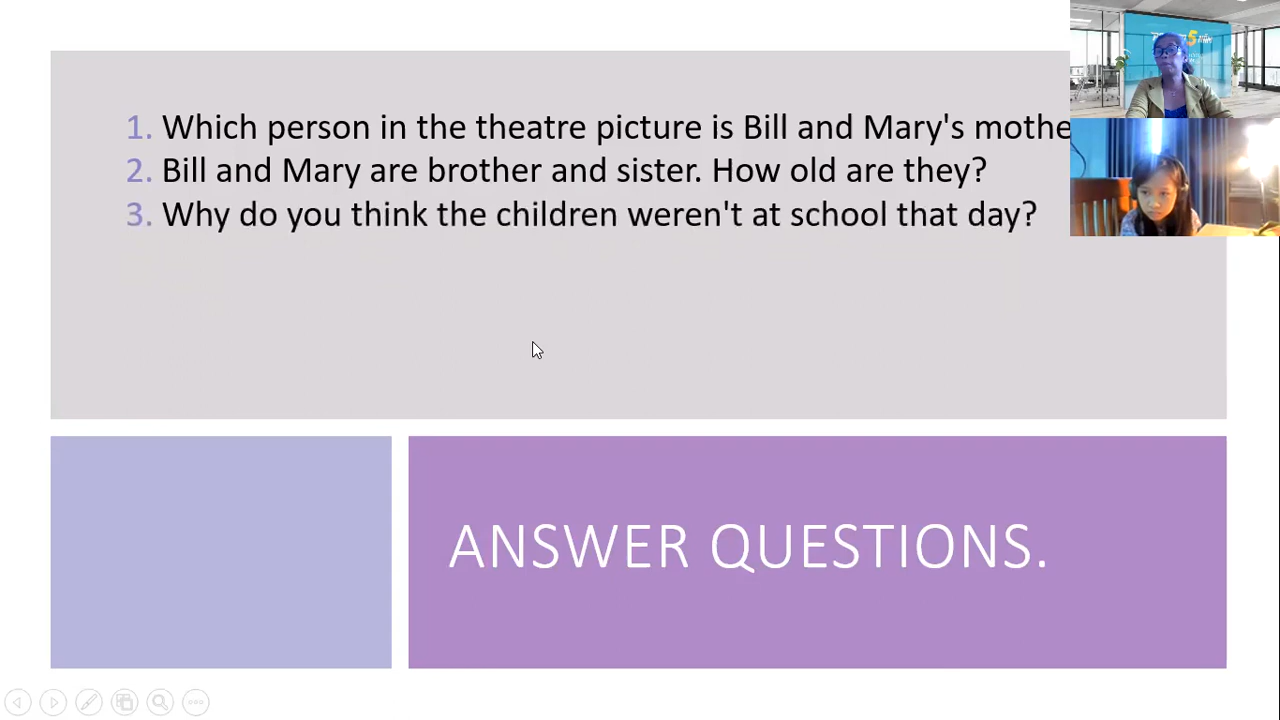 1. Which person in the theatre picture is Bill and Mary's mothe
2. Bill and Mary are brother and sister. How old are they?
3. Why do you think the children weren't at school that day?
ANSWER QUESTIONS.